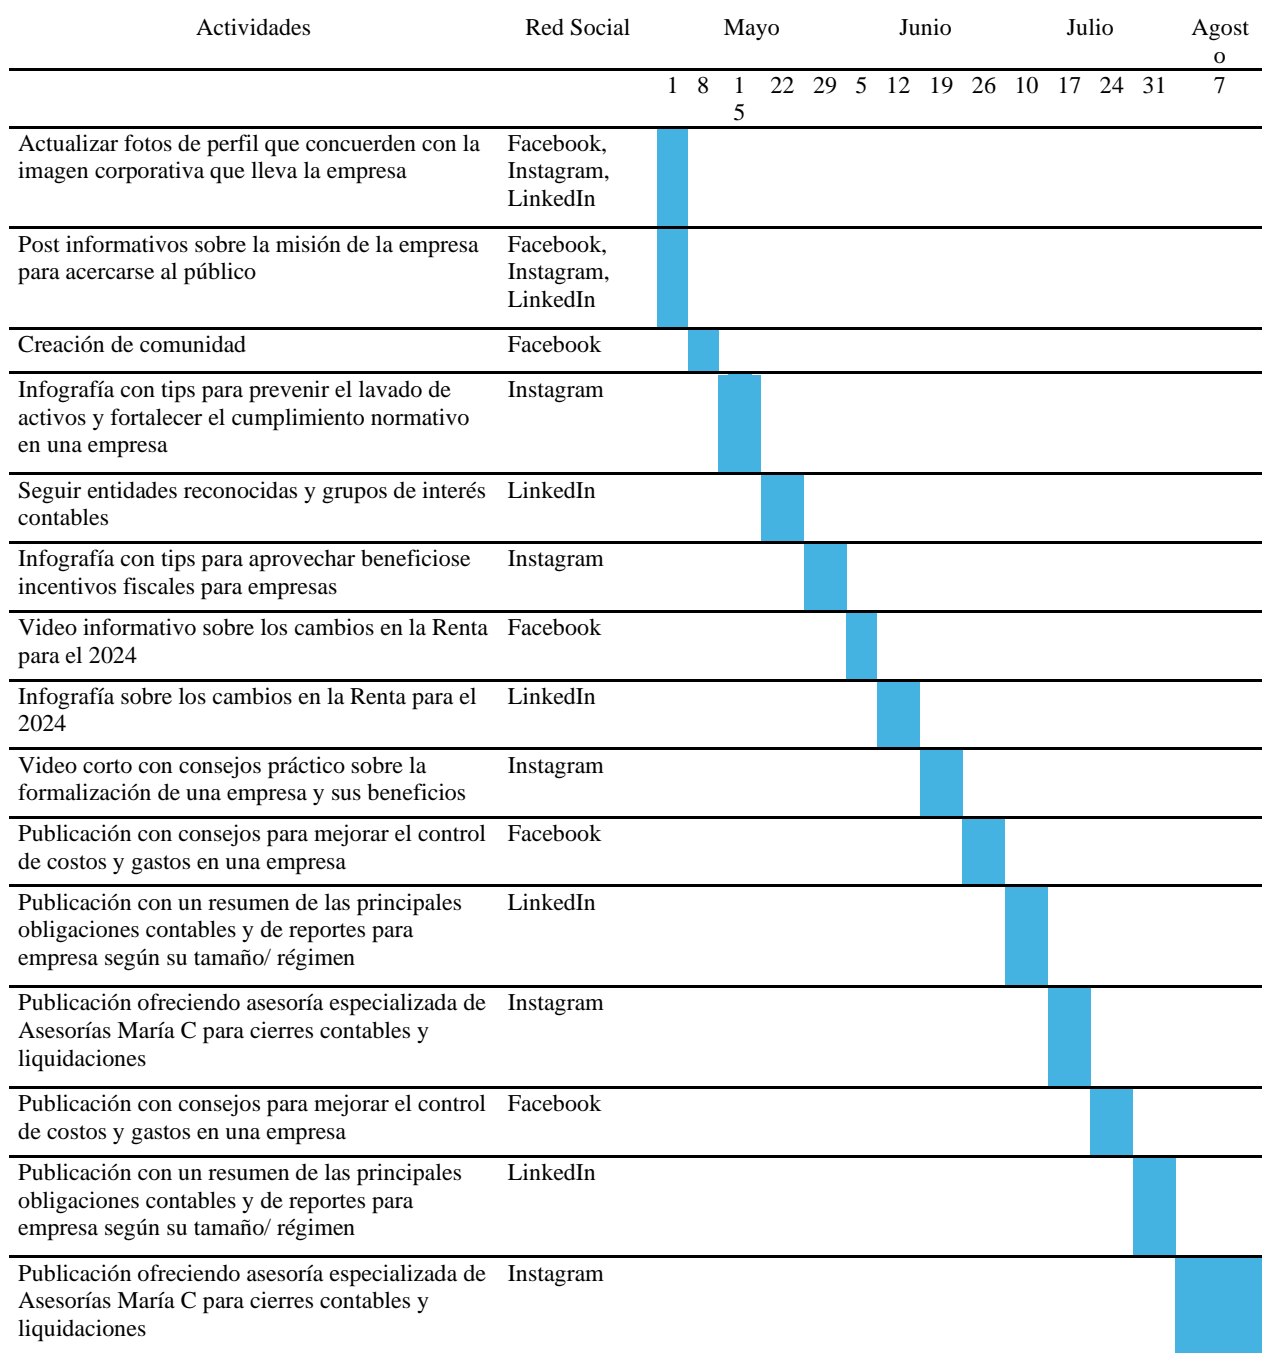 Actividades Red Social Mayo Junio Julio Agost
o
1 8 1 22 29 5 12 19 26 10 17 24 31 7
5
Actualizar fotos de perfil que concuerden con la Facebook,
imagen corporativa que lleva la empresa Instagram,
LinkedIn
Post informativos sobre la misión de la empresa Facebook,
para acercarse al público Instagram,
LinkedIn
Creación de comunidad Facebook
Infografía con tips para prevenir el lavado de Instagram
activos y fortalecer el cumplimiento normativo
en una empresa
Seguir entidades reconocidas y grupos de interés LinkedIn
contables
Infografía con tips para aprovechar beneficiose Instagram
incentivos fiscales para empresas
Video informativo sobre los cambios en la Renta Facebook
para el 2024
Infografía sobre los cambios en la Renta para el LinkedIn
2024
Video corto con consejos práctico sobre la Instagram
formalización de una empresa y sus beneficios
Publicación con consejos para mejorar el control Facebook
de costos y gastos en una empresa
Publicación con un resumen de las principales LinkedIn
obligaciones contables y de reportes para
empresa según su tamaño/ régimen
Publicación ofreciendo asesoría especializada de Instagram
Asesorías María C para cierres contables y
liquidaciones
Publicación con consejos para mejorar el control Facebook
de costos y gastos en una empresa
Publicación con un resumen de las principales LinkedIn
obligaciones contables y de reportes para
empresa según su tamaño/ régimen
Publicación ofreciendo asesoría especializada de Instagram
Asesorías María C para cierres contables y
liquidaciones